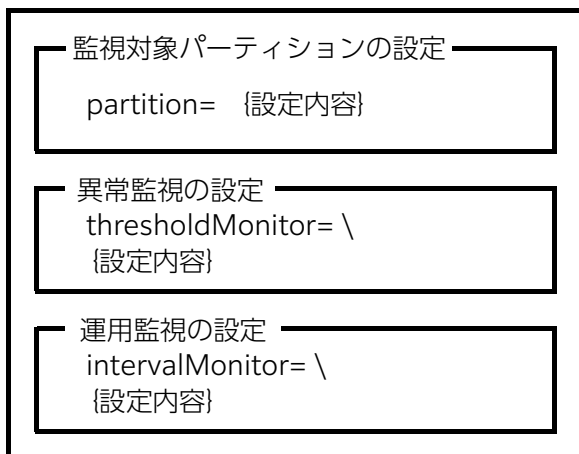 監視対象パーティションの設定
partition= {設定内容}
異常監視の設定
thresholdMonitor= \
{設定内容}
運用監視の設定
intervalMonitor= \
{設定内容}